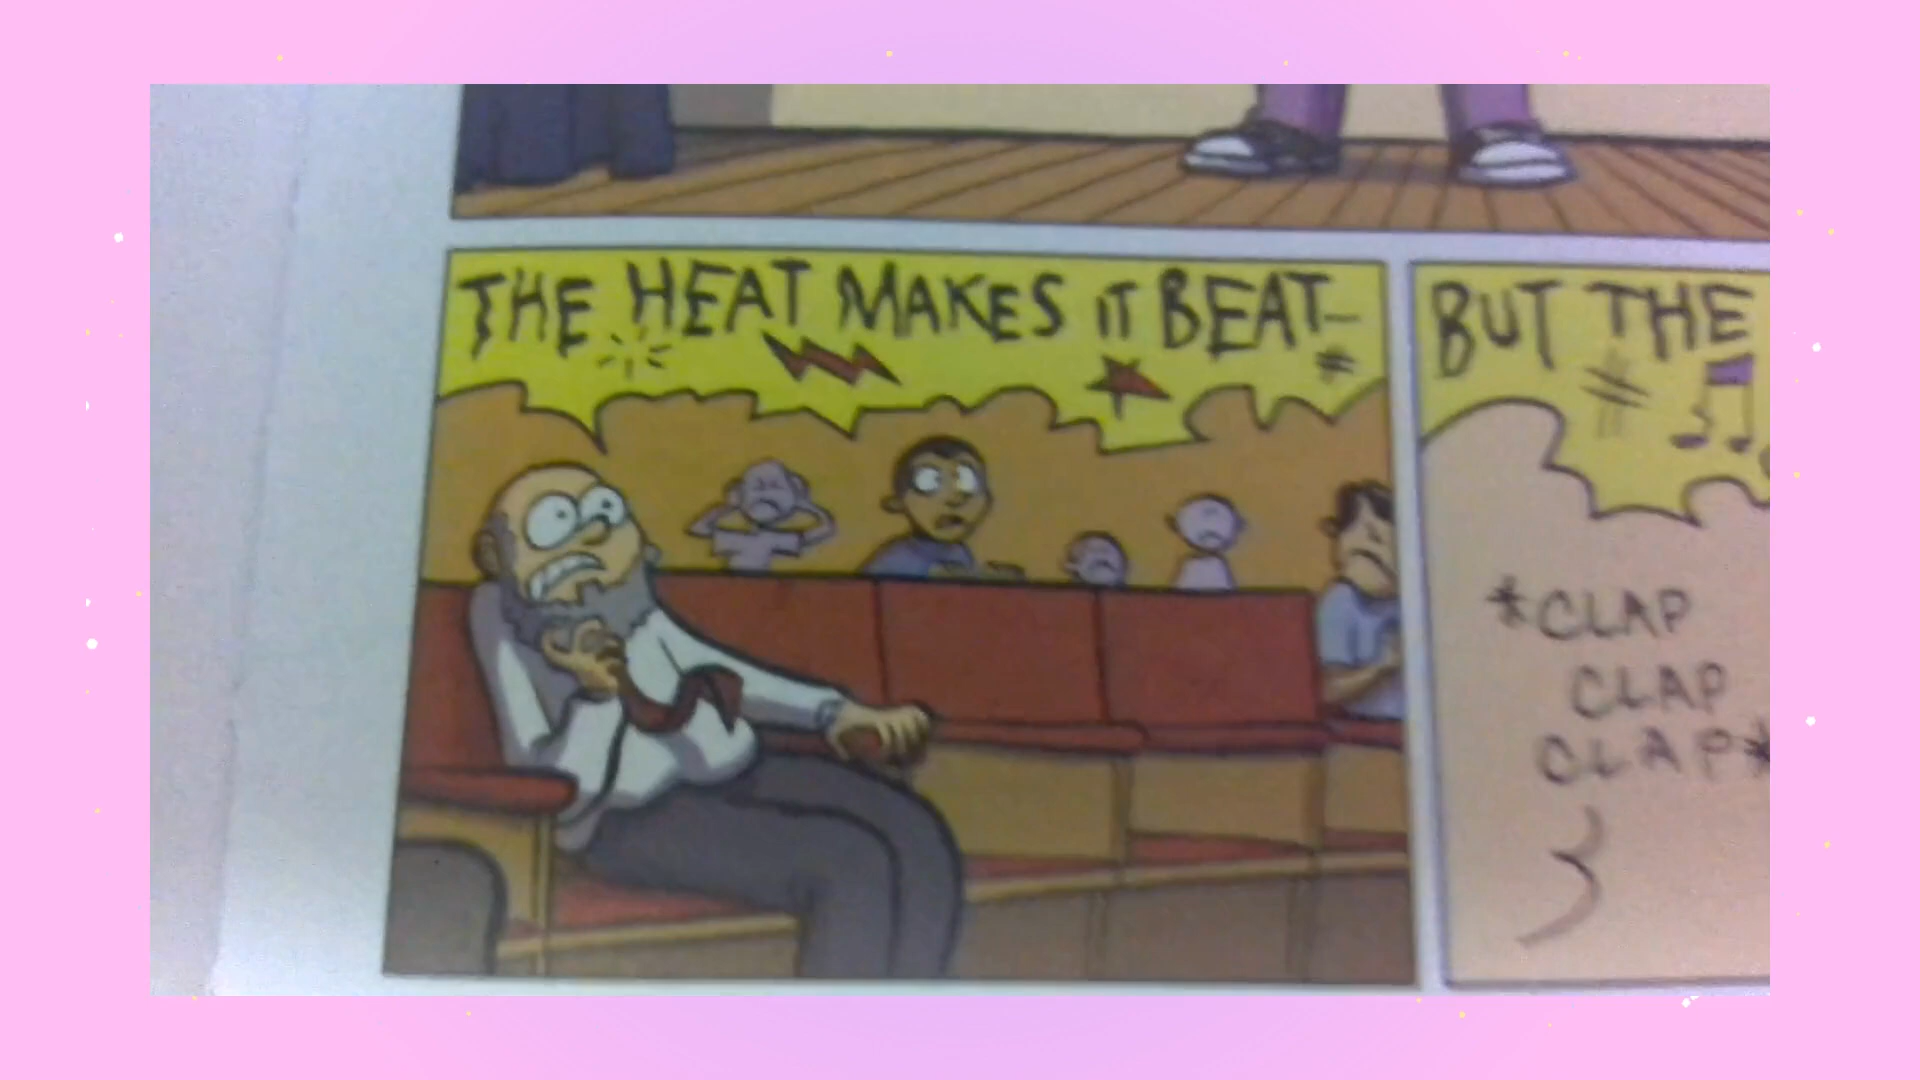 THE HEAT MAKES IT BEAT—
BUT THE
*CLAP
CLAP
CLAP*